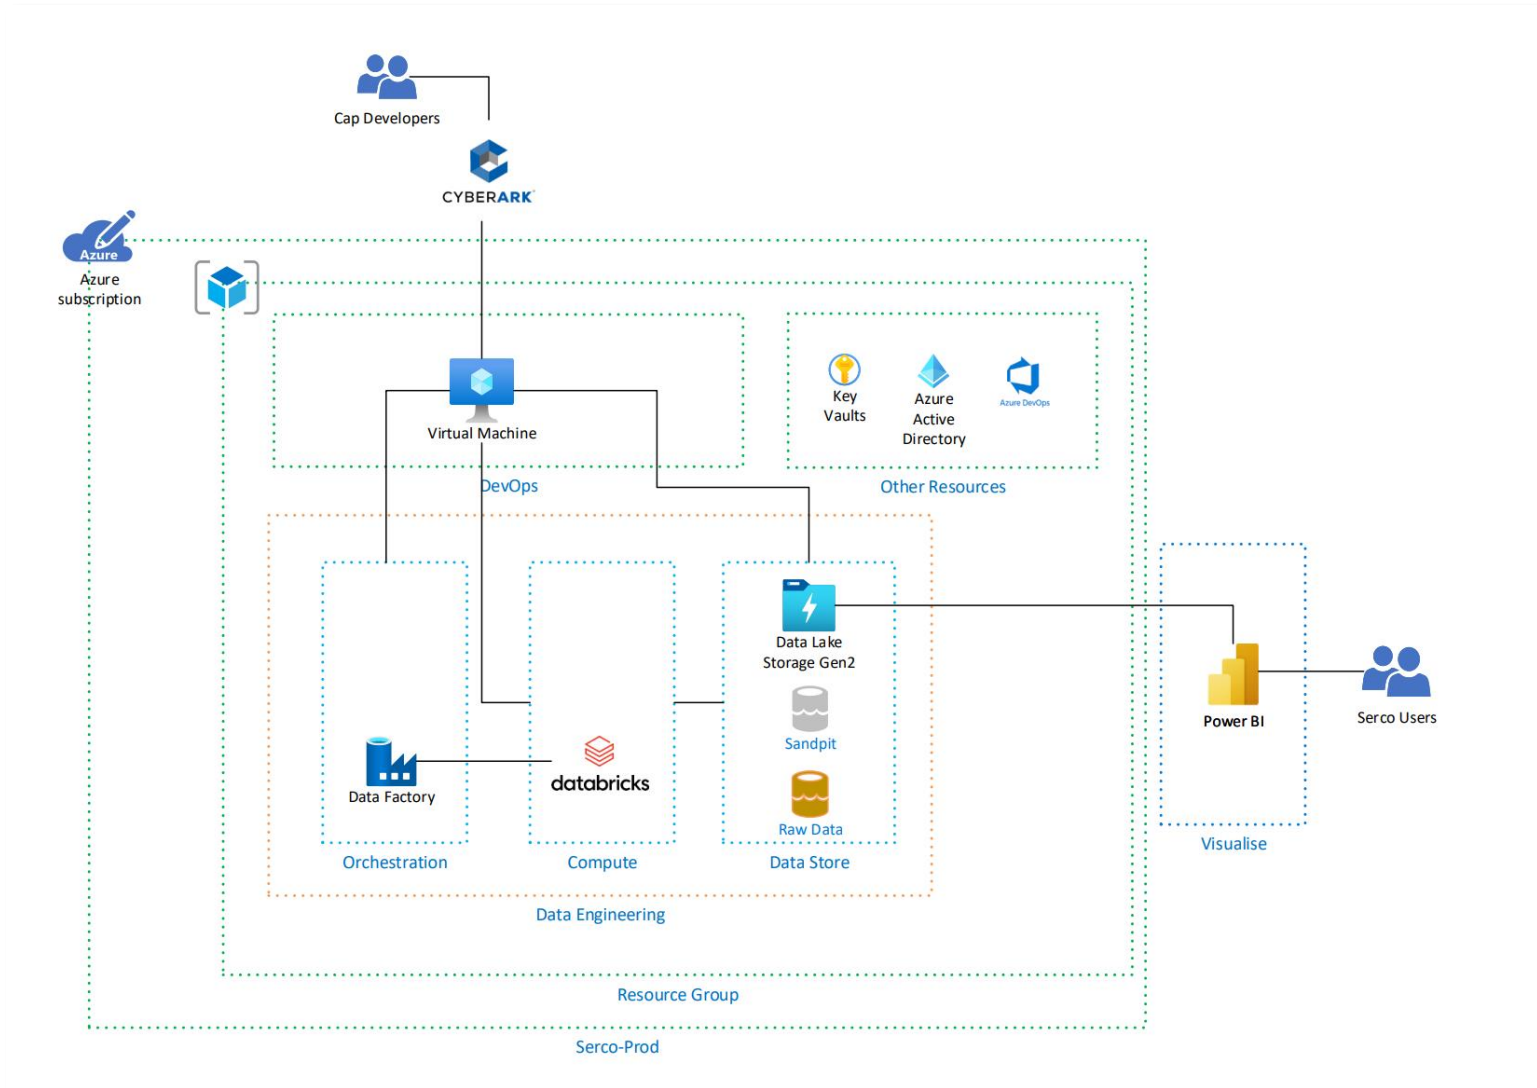 Cap Developers
CYBERARK
Azure
Azure
subscription
Virtual Machine
DevOps
Key
Vaults
Azure
Active
Directory
Azure DevOps
Other Resources
Data Lake
Storage Gen2
Sandpit
Raw Data
Data Store
Data Factory
Orchestration
databricks
Compute
Data Engineering
Power BI
Visualise
Serco Users
Resource Group
Serco-Prod